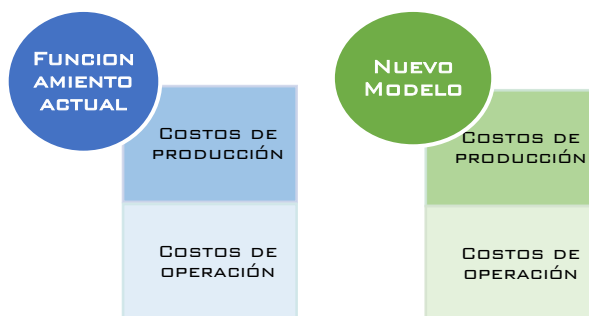 FUNCION
AMIENTO
ACTUAL
COSTOS DE
PRODUCCIÓN
COSTOS DE
OPERACIÓN
NUEVO
MODELO
COSTOS DE
PRODUCCIÓN
COSTOS DE
OPERACIÓN